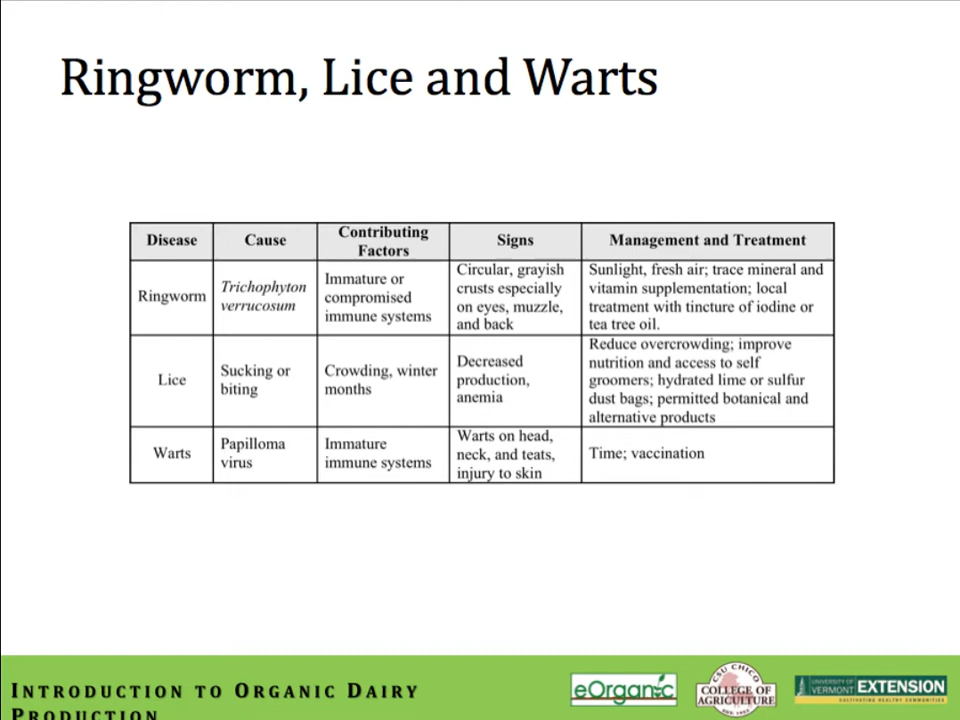 Ringworm, Lice and Warts
Disease
Cause
Contributing
Factors
Signs
Management and Treatment
Ringworm
Trichophyton
verrucosum
Immature or
compromised
immune systems
Circular, grayish
crusts especially
on eyes, muzzle,
and back
Sunlight, fresh air; trace mineral and
vitamin supplementation; local
treatment with tincture of iodine or
tea tree oil.
Lice
Sucking or
biting
Crowding, winter
months
Decreased
production,
anemia
Reduce overcrowding; improve
nutrition and access to self
groomers; hydrated lime or sulfur
dust bags; permitted botanical and
alternative products
Warts
Papilloma
virus
Immature
immune systems
Warts on head,
neck, and teats,
injury to skin
Time; vaccination
INTRODUCTION TO ORGANIC DAIRY
PRODUCTION
eOrganic
CSU CHICO
COLLEGE OF
AGRICULTURE
UNIVERSITY OF
VERMONT EXTENSION
CULTIVATING HEALTHY COMMUNITIES